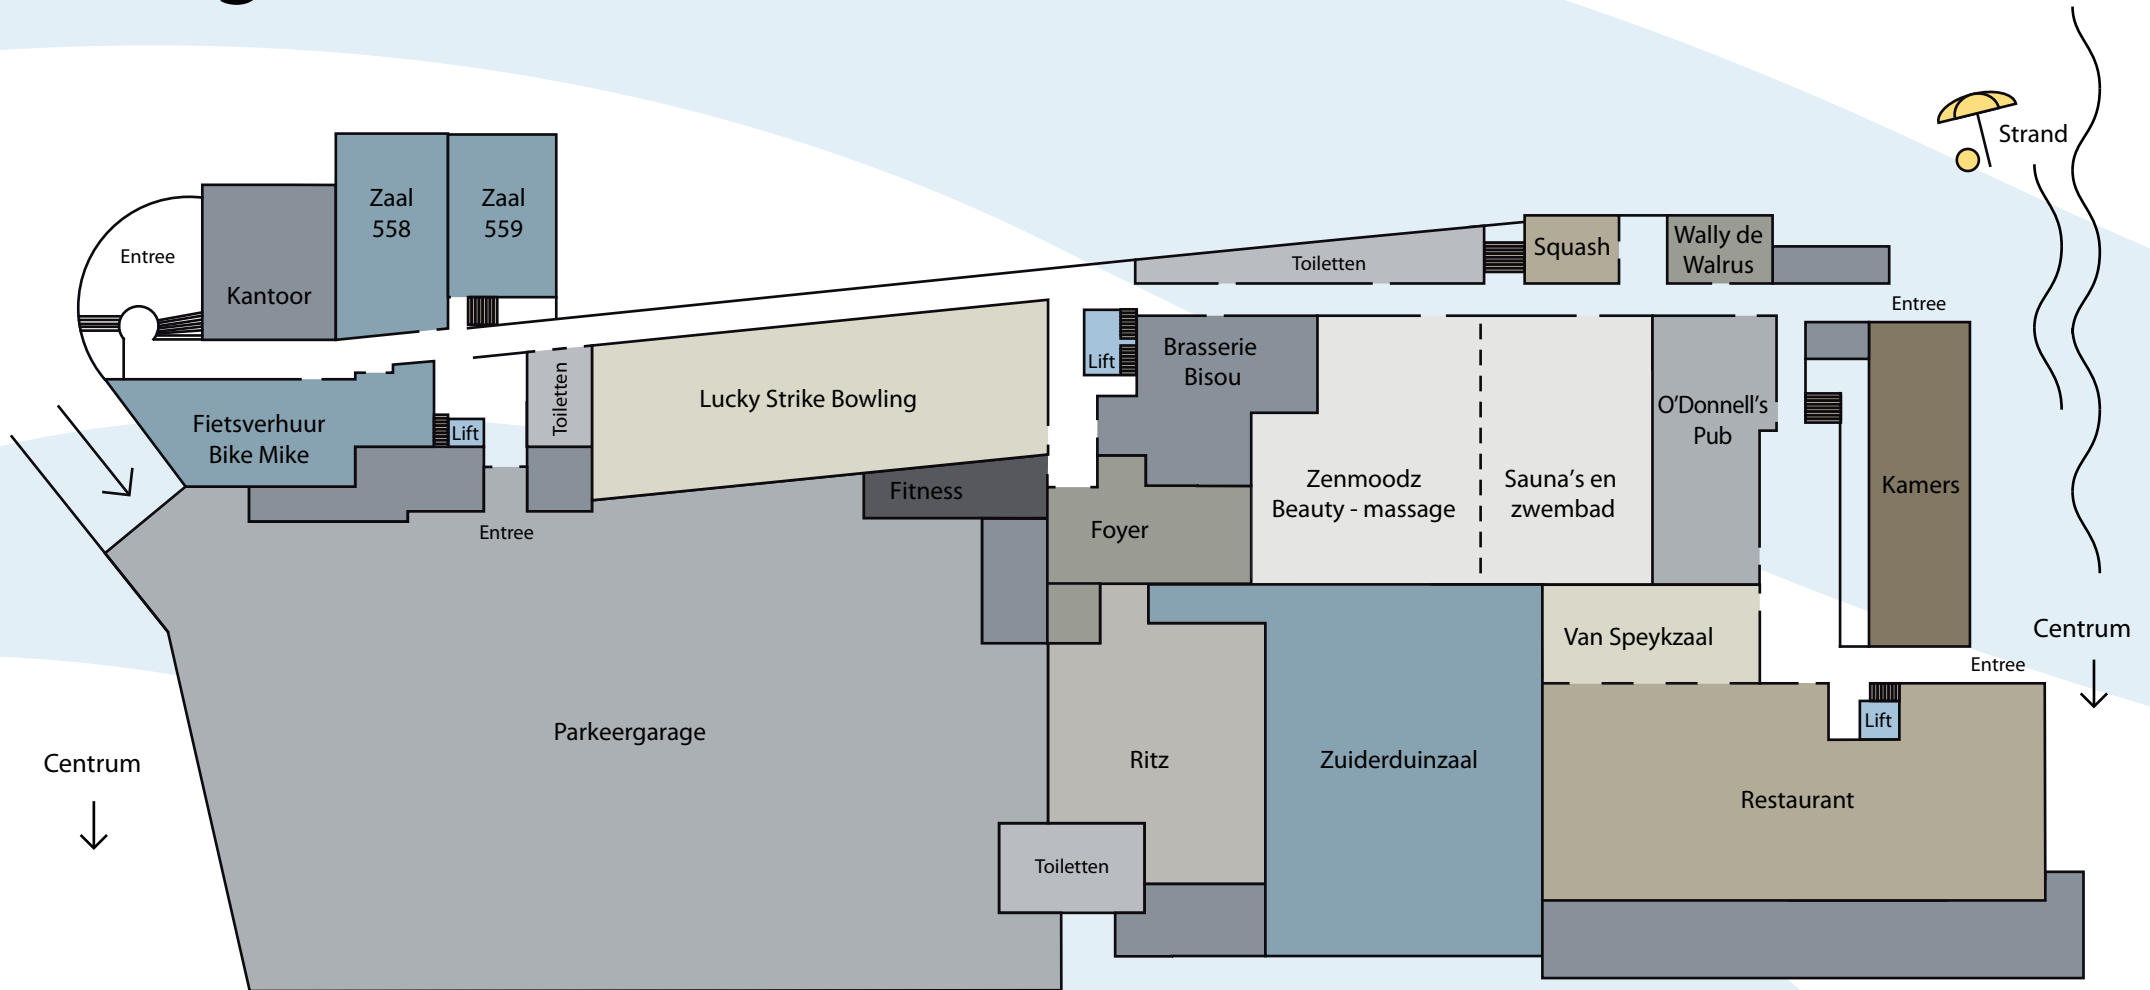 Strand
Zaal
558
Zaal
559
Entree
Kantoor
Toiletten
Squash
Wally de
Walrus
Entree
Lift
Brasserie
Bisou
Toiletten
Lucky Strike Bowling
O'Donnell's
Pub
Fietsverhuur
Bike Mike
Lift
Fitness
Zenmoodz
Beauty - massage
Sauna's en
zwembad
Kamers
Entree
Foyer
Van Speykzaal
Centrum
Entree
Parkeergarage
Lift
Ritz
Zuiderduinzaal
Centrum
Restaurant
Toiletten